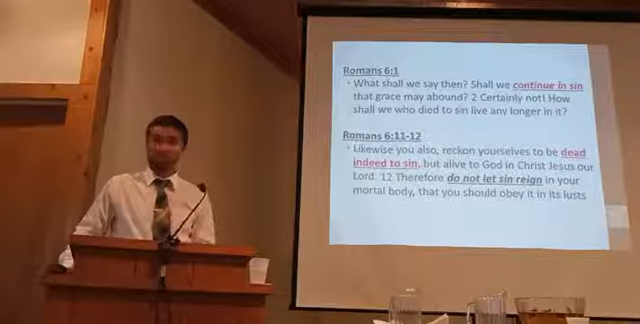 Romans 6:1
• What shall we say then? Shall we continue in sin
that grace may abound? 2 Certainly not! How
shall we who died to sin live any longer in it?
Romans 6:11-12
• Likewise you also, reckon yourselves to be dead
indeed to sin, but alive to God in Christ Jesus our
Lord. 12 Therefore do not let sin reign in your
mortal body, that you should obey it in its lusts